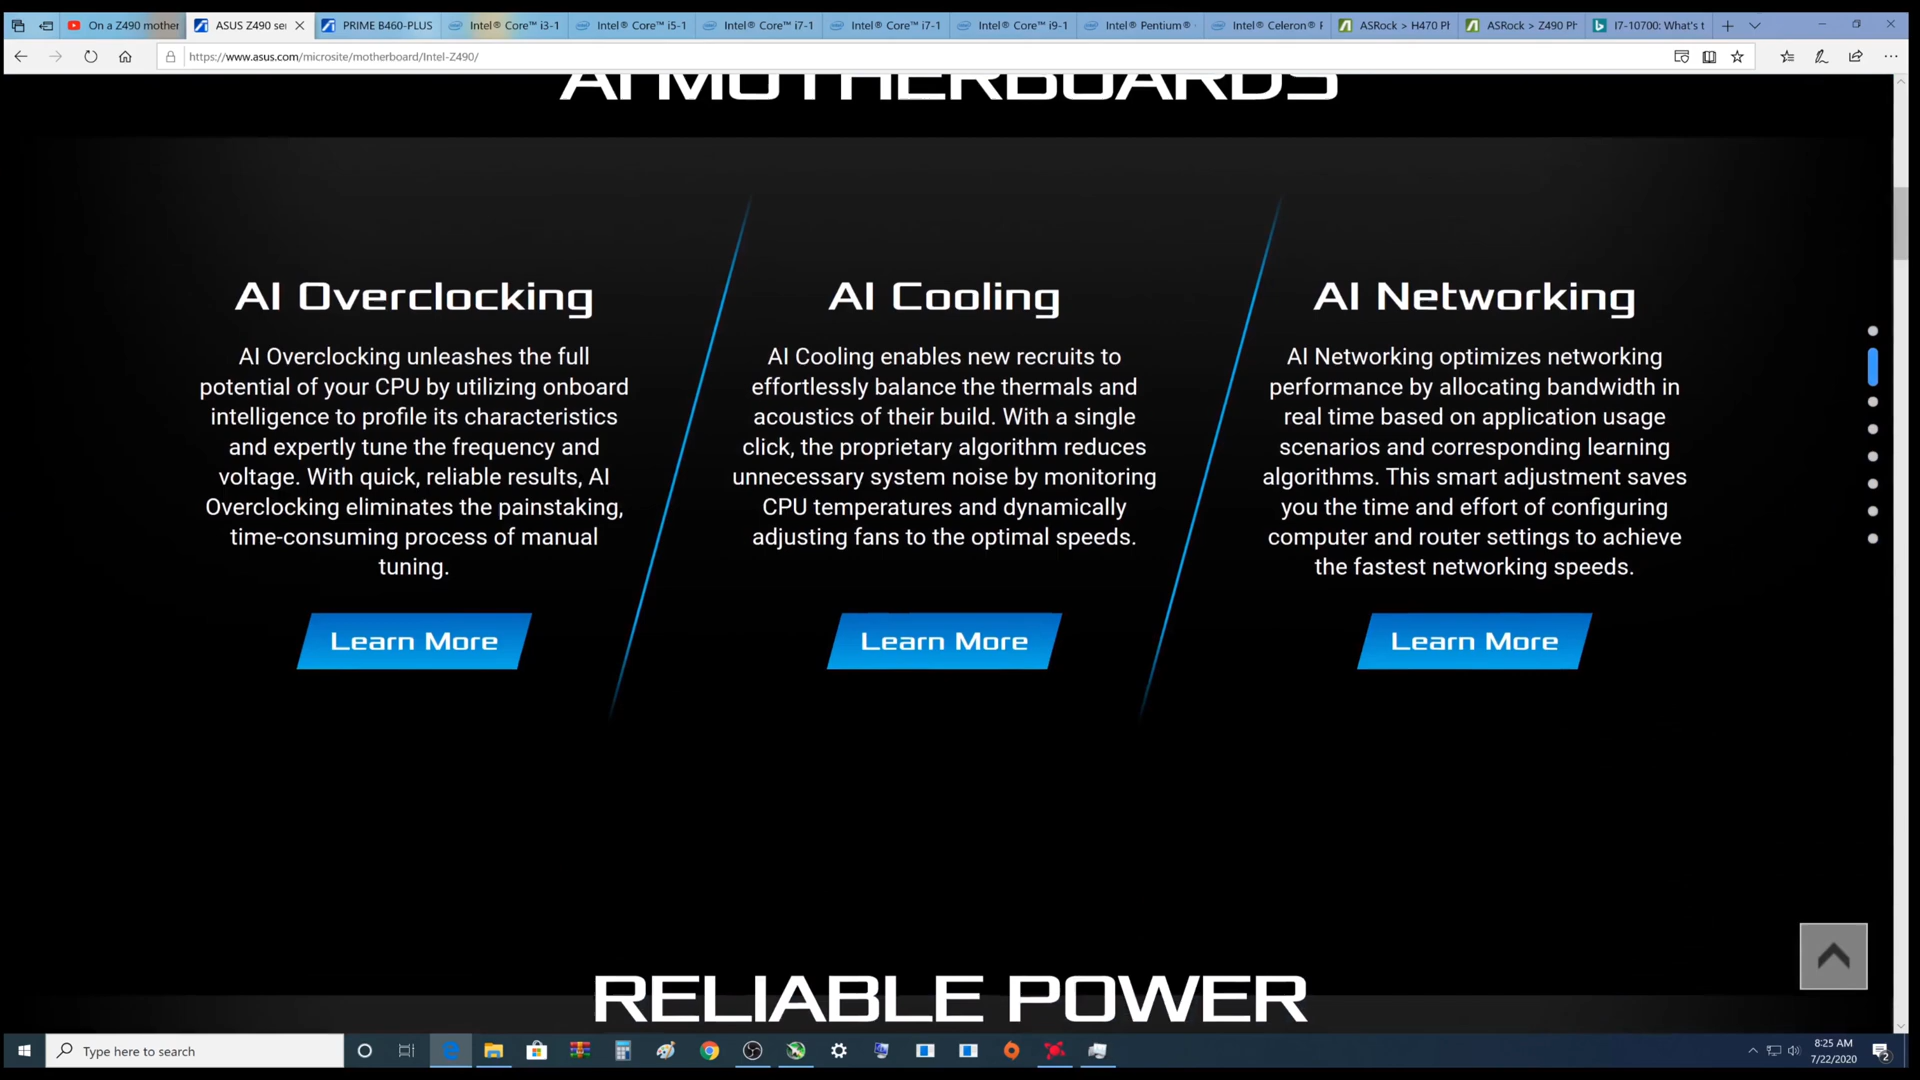 On a Z490 mother
ASUS Z490 se
PRIME B460-PLUS
Intel® Core™ i3-1
Intel® Core™ i5-1
Intel® Core™ i7-1
Intel® Core™ i7-1
Intel® Core™ i9-1
Intel® Pentium®
Intel® Celeron®
ASRock > H470 Ph
ASRock > Z490 Ph
I7-10700: What's t
https://www.asus.com/microsite/motherboard/Intel-Z490/
AI MOTHERBOARDS
AI Overclocking
AI Overclocking unleashes the full
potential of your CPU by utilizing onboard
intelligence to profile its characteristics
and expertly tune the frequency and
voltage. With quick, reliable results, AI
Overclocking eliminates the painstaking,
time-consuming process of manual
tuning.
Learn More
AI Cooling
AI Cooling enables new recruits to
effortlessly balance the thermals and
acoustics of their build. With a single
click, the proprietary algorithm reduces
unnecessary system noise by monitoring
CPU temperatures and dynamically
adjusting fans to the optimal speeds.
Learn More
AI Networking
AI Networking optimizes networking
performance by allocating bandwidth in
real time based on application usage
scenarios and corresponding learning
algorithms. This smart adjustment saves
you the time and effort of configuring
computer and router settings to achieve
the fastest networking speeds.
Learn More
RELIABLE POWER
Type here to search
8:25 AM
7/22/2020
2